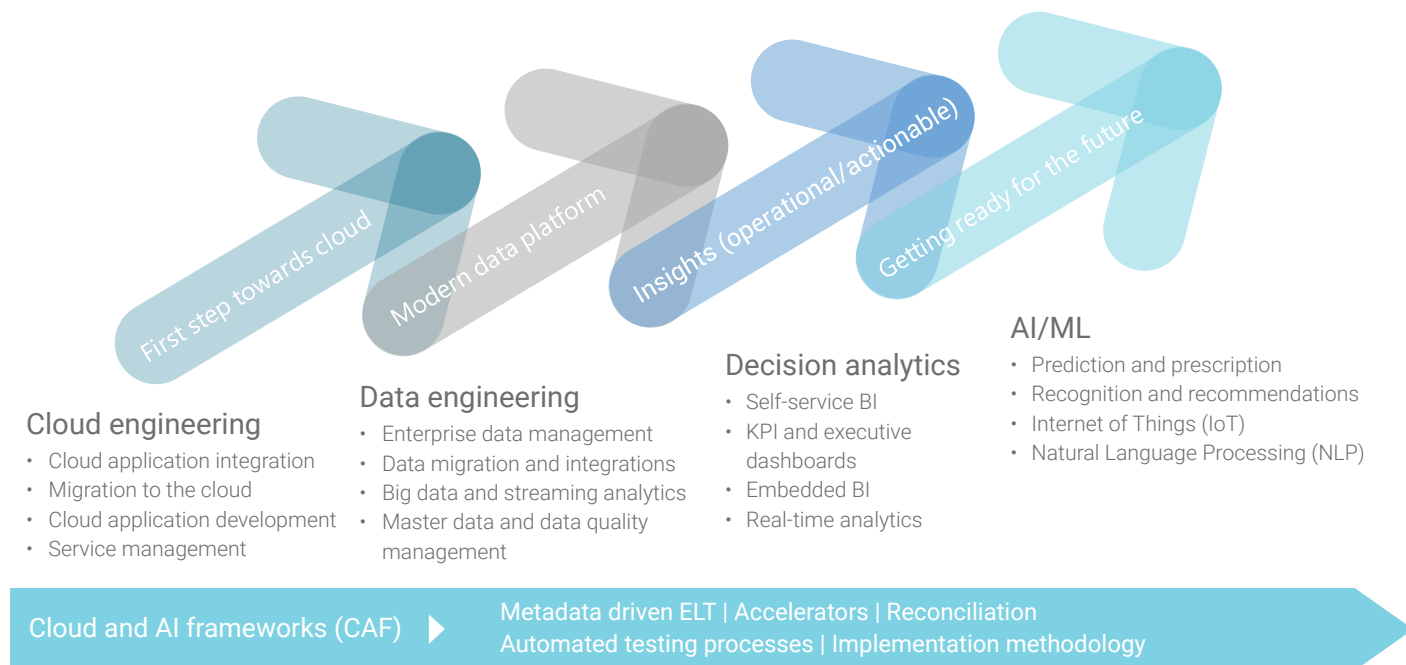 First step towards cloud
Modern data platform
Insights (operational/actionable)
Getting ready for the future
Cloud engineering
• Cloud application integration
• Migration to the cloud
• Cloud application development
• Service management
Data engineering
• Enterprise data management
• Data migration and integrations
• Big data and streaming analytics
• Master data and data quality
management
Decision analytics
• Self-service BI
• KPI and executive
dashboards
• Embedded BI
• Real-time analytics
AI/ML
• Prediction and prescription
• Recognition and recommendations
• Internet of Things (IoT)
• Natural Language Processing (NLP)
Cloud and AI frameworks (CAF)
Metadata driven ELT | Accelerators | Reconciliation
Automated testing processes | Implementation methodology